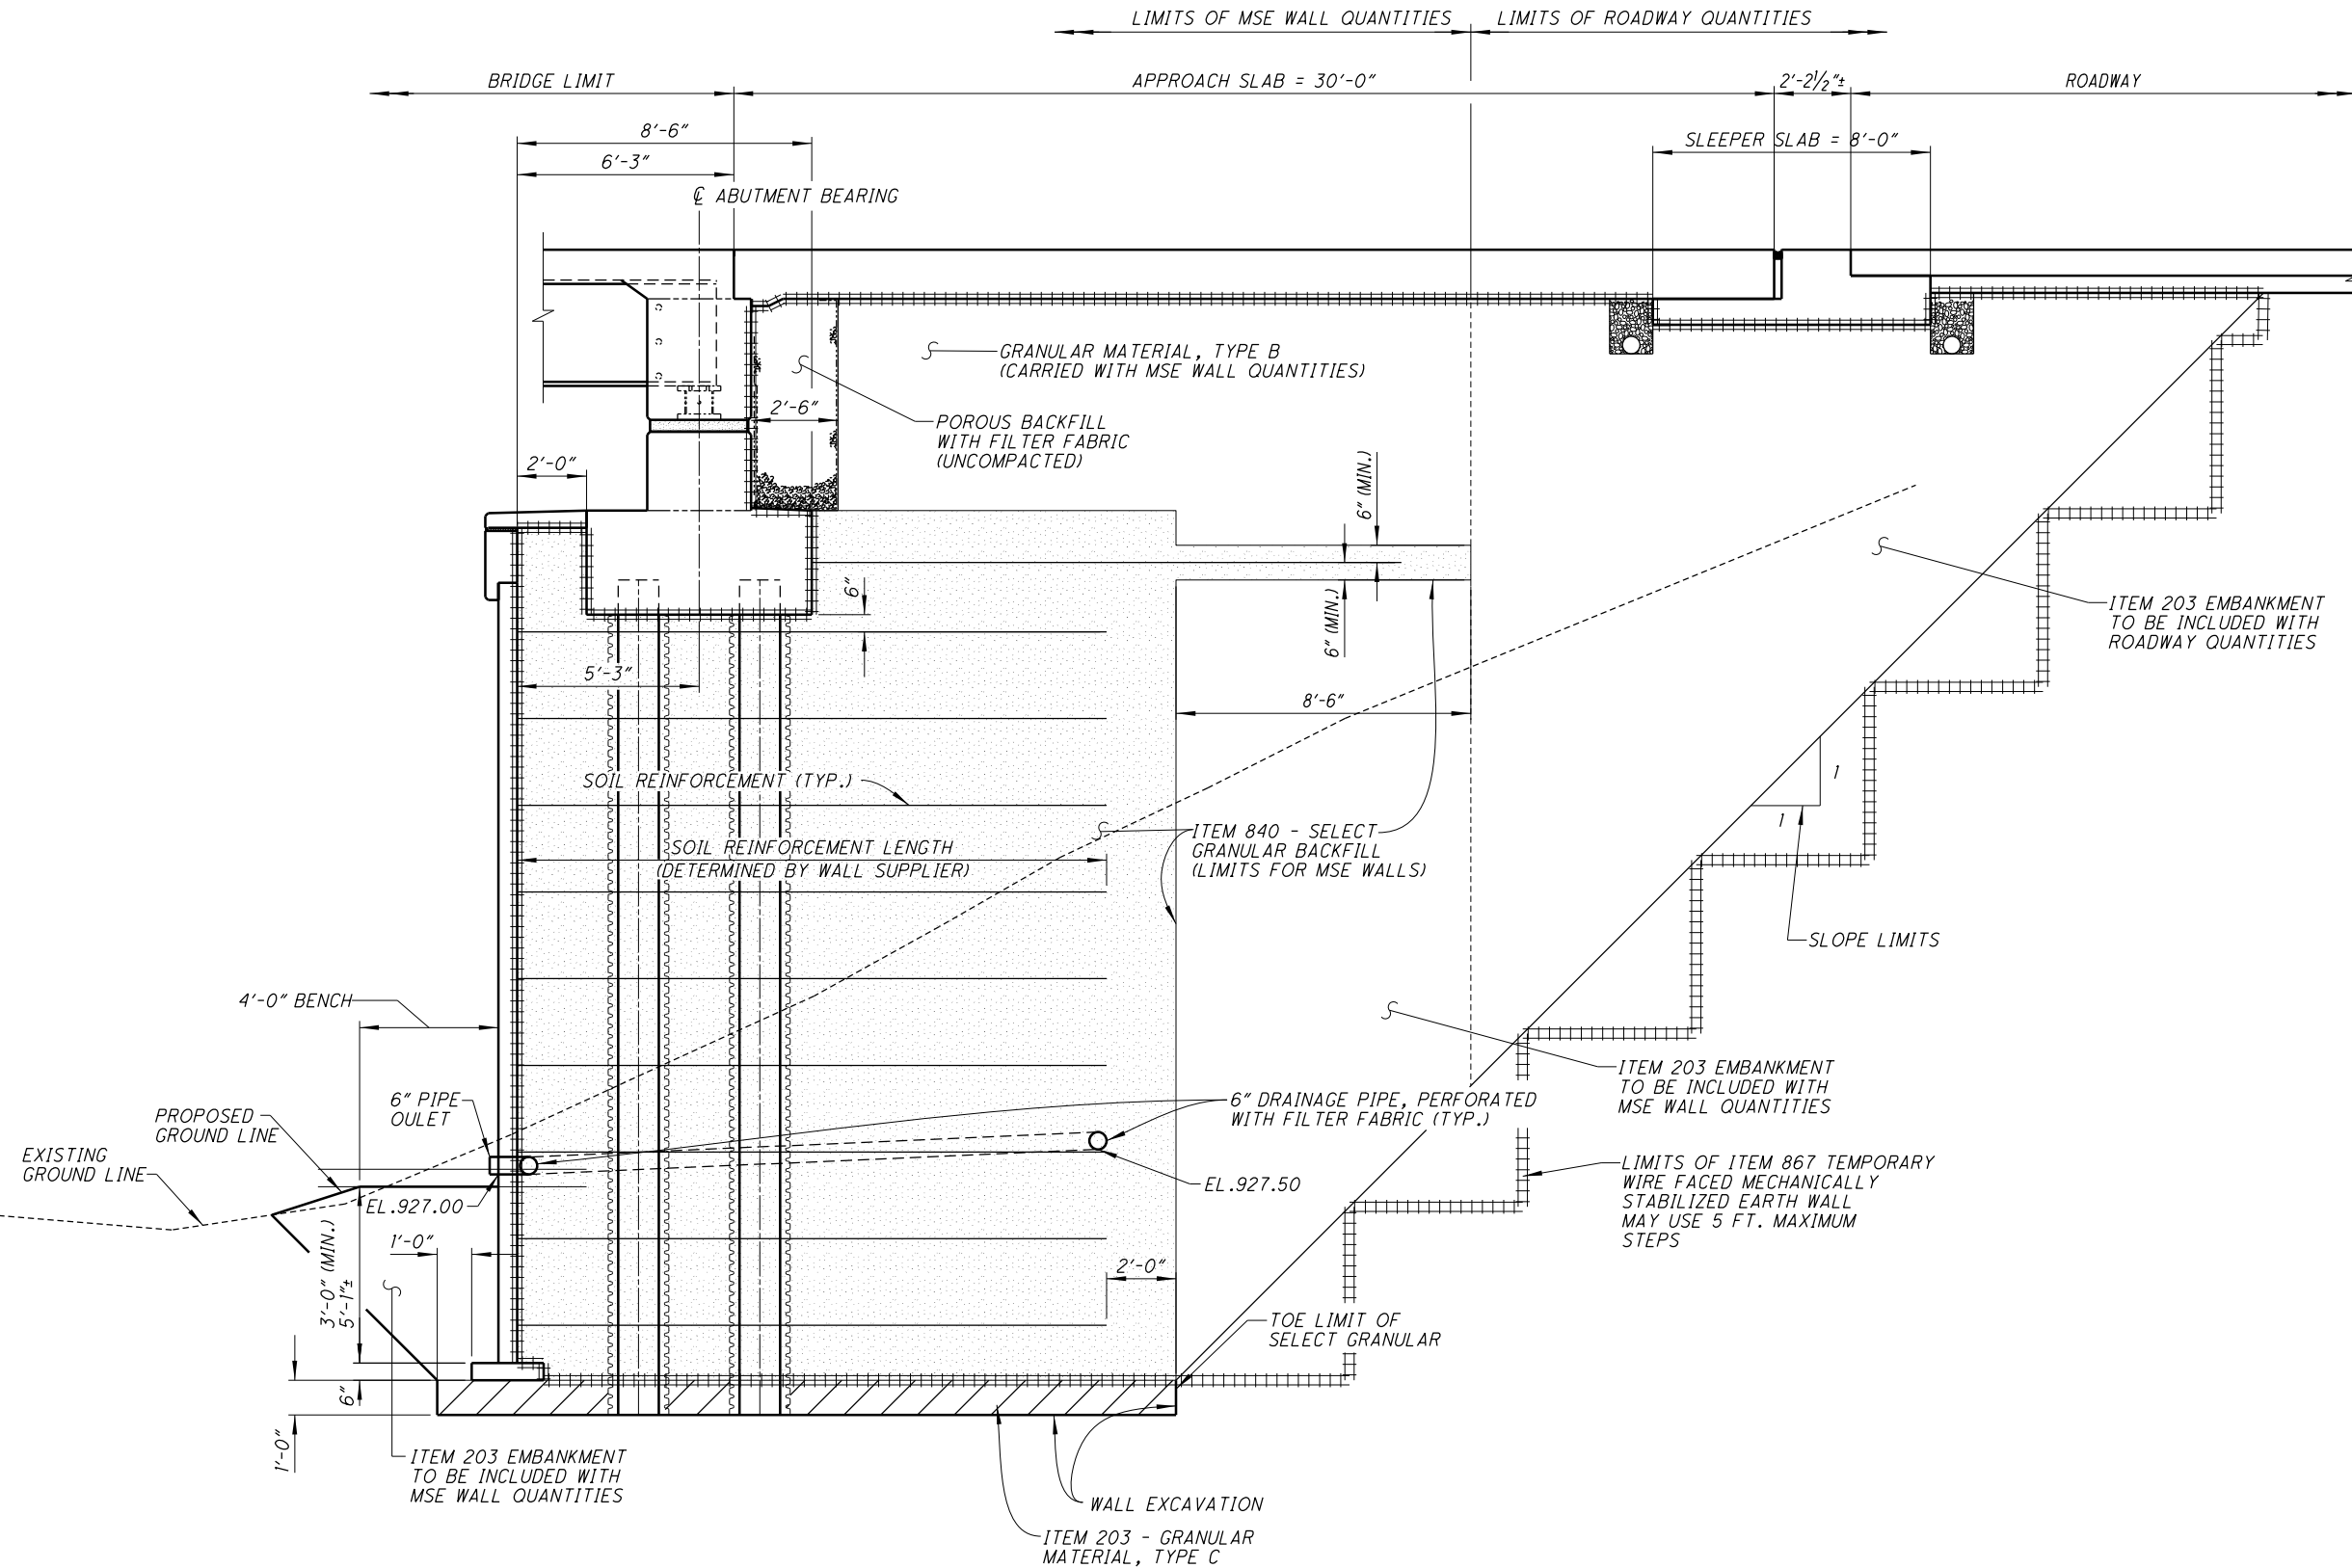 LIMITS OF MSE WALL QUANTITIES
LIMITS OF ROADWAY QUANTITIES
BRIDGE LIMIT
APPROACH SLAB = 30'-0"
2'-2 1/2"±
ROADWAY
8'-6"
SLEEPER SLAB = 8'-0"
6'-3"
℄ ABUTMENT BEARING
GRANULAR MATERIAL, TYPE B
(CARRIED WITH MSE WALL QUANTITIES)
2'-6"
POROUS BACKFILL
WITH FILTER FABRIC
(UNCOMPACTED)
2'-0"
6" (MIN.)
6"
6" (MIN.)
ITEM 203 EMBANKMENT
TO BE INCLUDED WITH
ROADWAY QUANTITIES
5'-3"
8'-6"
SOIL REINFORCEMENT (TYP.)
1
1
ITEM 840 - SELECT
GRANULAR BACKFILL
(LIMITS FOR MSE WALLS)
SOIL REINFORCEMENT LENGTH
(DETERMINED BY WALL SUPPLIER)
SLOPE LIMITS
4'-0" BENCH
ITEM 203 EMBANKMENT
TO BE INCLUDED WITH
MSE WALL QUANTITIES
6" PIPE
OULET
6" DRAINAGE PIPE, PERFORATED
WITH FILTER FABRIC (TYP.)
PROPOSED
GROUND LINE
EXISTING
GROUND LINE
LIMITS OF ITEM 867 TEMPORARY
WIRE FACED MECHANICALLY
STABILIZED EARTH WALL
MAY USE 5 FT. MAXIMUM
STEPS
EL.927.50
EL.927.00
1'-0"
3'-0" (MIN.)
5'-1"±
2'-0"
TOE LIMIT OF
SELECT GRANULAR
6"
1'-0"
ITEM 203 EMBANKMENT
TO BE INCLUDED WITH
MSE WALL QUANTITIES
WALL EXCAVATION
ITEM 203 - GRANULAR
MATERIAL, TYPE C